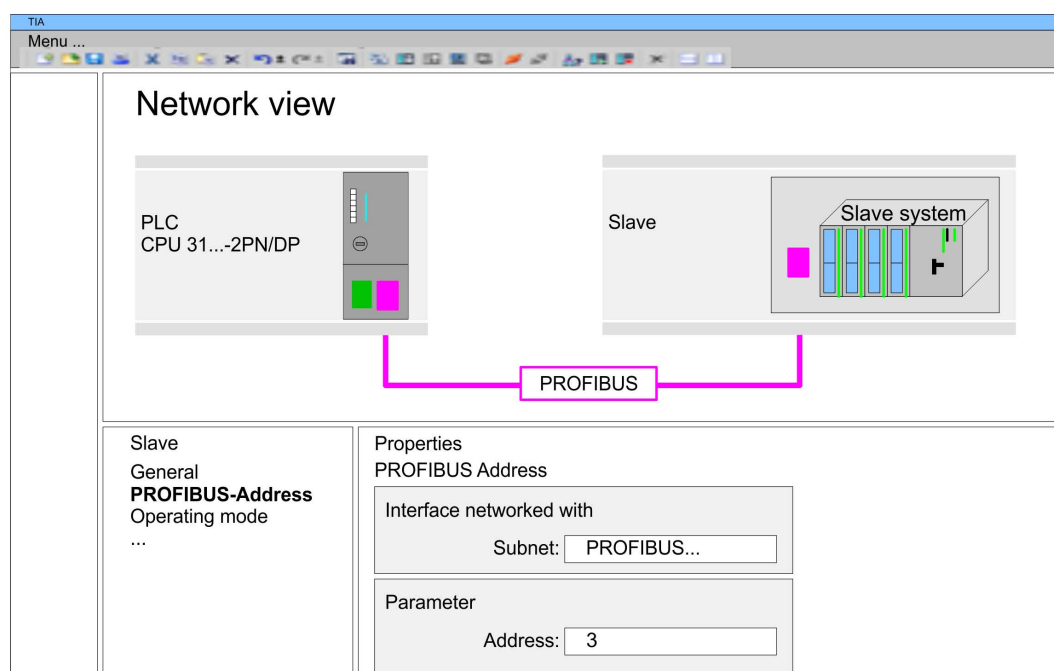 TIA
Menu ...
Network view
PLC
CPU 31...-2PN/DP
Slave
Slave system
PROFIBUS
Slave
General
PROFIBUS-Address
Operating mode
...
Properties
PROFIBUS Address
Interface networked with
Subnet: PROFIBUS...
Parameter
Address: 3